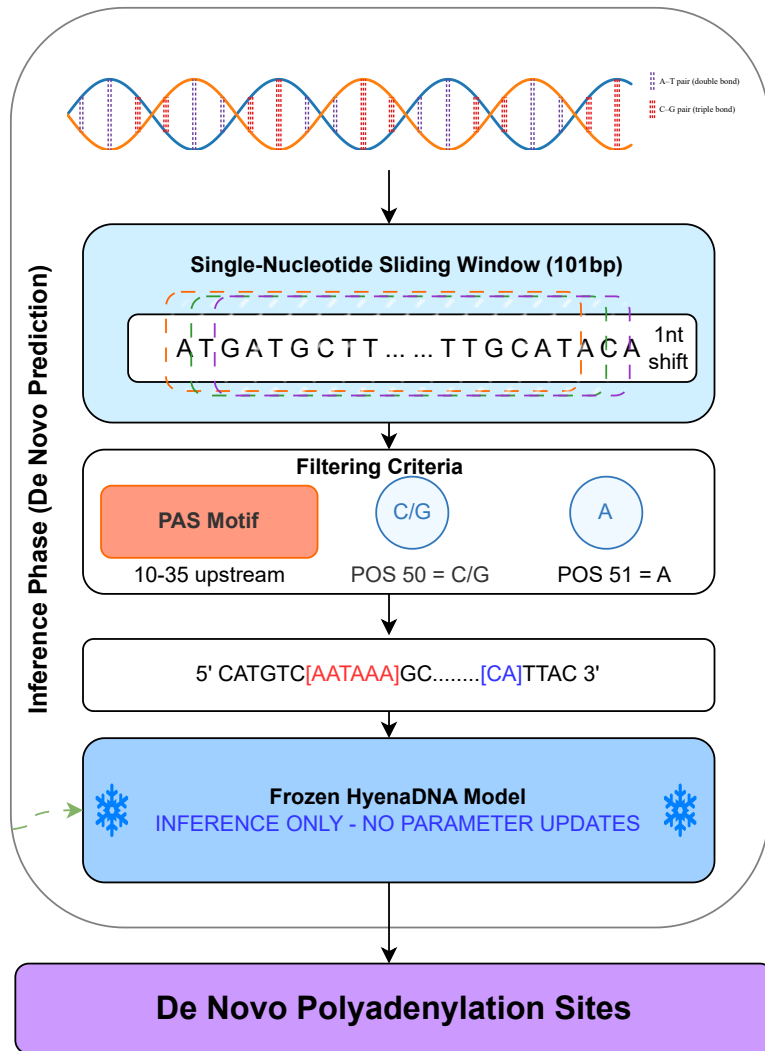 A–T pair (double bond)
C–G pair (triple bond)
Inference Phase (De Novo Prediction)
Single-Nucleotide Sliding Window (101bp)
A T G A T G C T T ... ... T T G C A T A C A
1nt
shift
Filtering Criteria
PAS Motif
C/G
A
10-35 upstream
POS 50 = C/G
POS 51 = A
5' CATGTC[AATAAA]GC........[CA]TTAC 3'
Frozen HyenaDNA Model
INFERENCE ONLY - NO PARAMETER UPDATES
De Novo Polyadenylation Sites